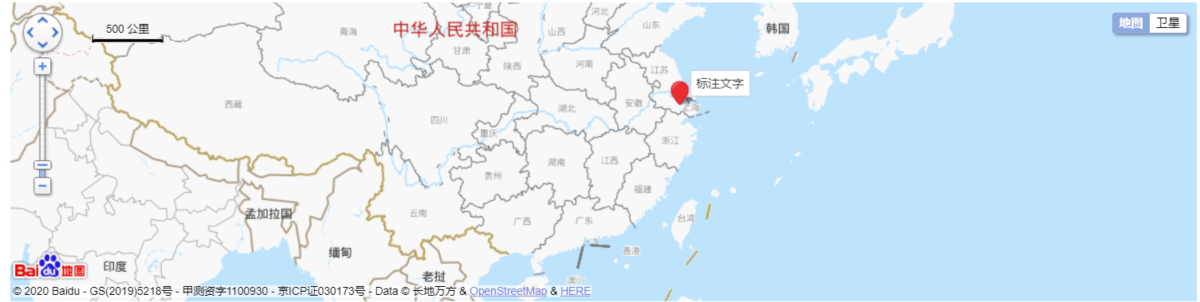 500 公里
青海
中华人民共和国
宁夏
河北
山西
山东
韩国
地图
卫星
甘肃
陕西
河南
江苏
标注文字
西藏
四川
重庆
湖北
安徽
上海
浙江
贵州
湖南
江西
福建
孟加拉国
云南
广西
广东
台湾
缅甸
香港
Bai du 地图
印度
老挝
澳门
© 2020 Baidu - GS(2019)5218号 - 甲测资字1100930 - 京ICP证030173号 - Data © 长地万方 & OpenStreetMap & HERE